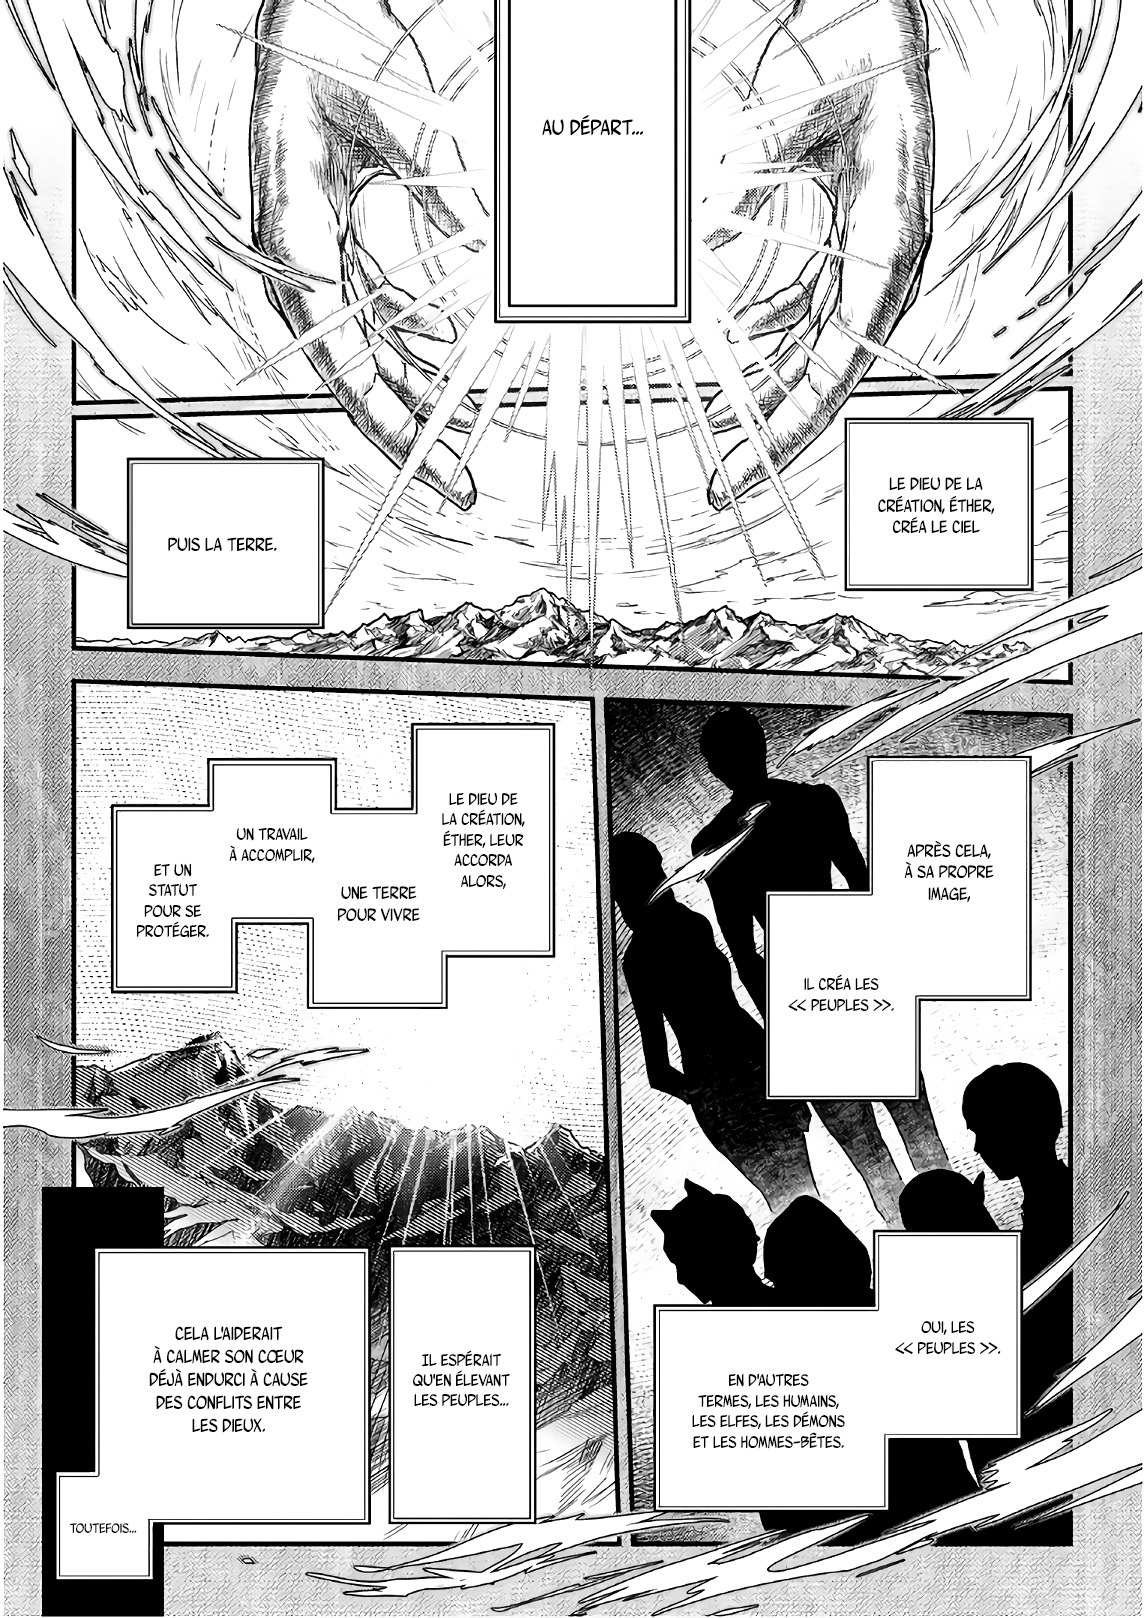 AU DÉPART...
LE DIEU DE LA
CRÉATION, ÉTHER,
CRÉA LE CIEL
PUIS LA TERRE.
APRÈS CELA,
À SA PROPRE
IMAGE,
IL CRÉA LES
<< PEUPLES >>.
OUI, LES
<< PEUPLES >>.
EN D'AUTRES
TERMES, LES HUMAINS,
LES ELFES, LES DÉMONS
ET LES HOMMES-BÊTES.
LE DIEU DE
LA CRÉATION,
ÉTHER, LEUR
ACCORDA
ALORS,
UNE TERRE
POUR VIVRE
UN TRAVAIL
À ACCOMPLIR,
ET UN
STATUT
POUR SE
PROTÉGER.
IL ESPÉRAIT
QU'EN ÉLEVANT
LES PEUPLES...
CELA L'AIDERAIT
À CALMER SON CŒUR
DÉJÀ ENDURCI À CAUSE
DES CONFLITS ENTRE
LES DIEUX.
TOUTEFOIS...